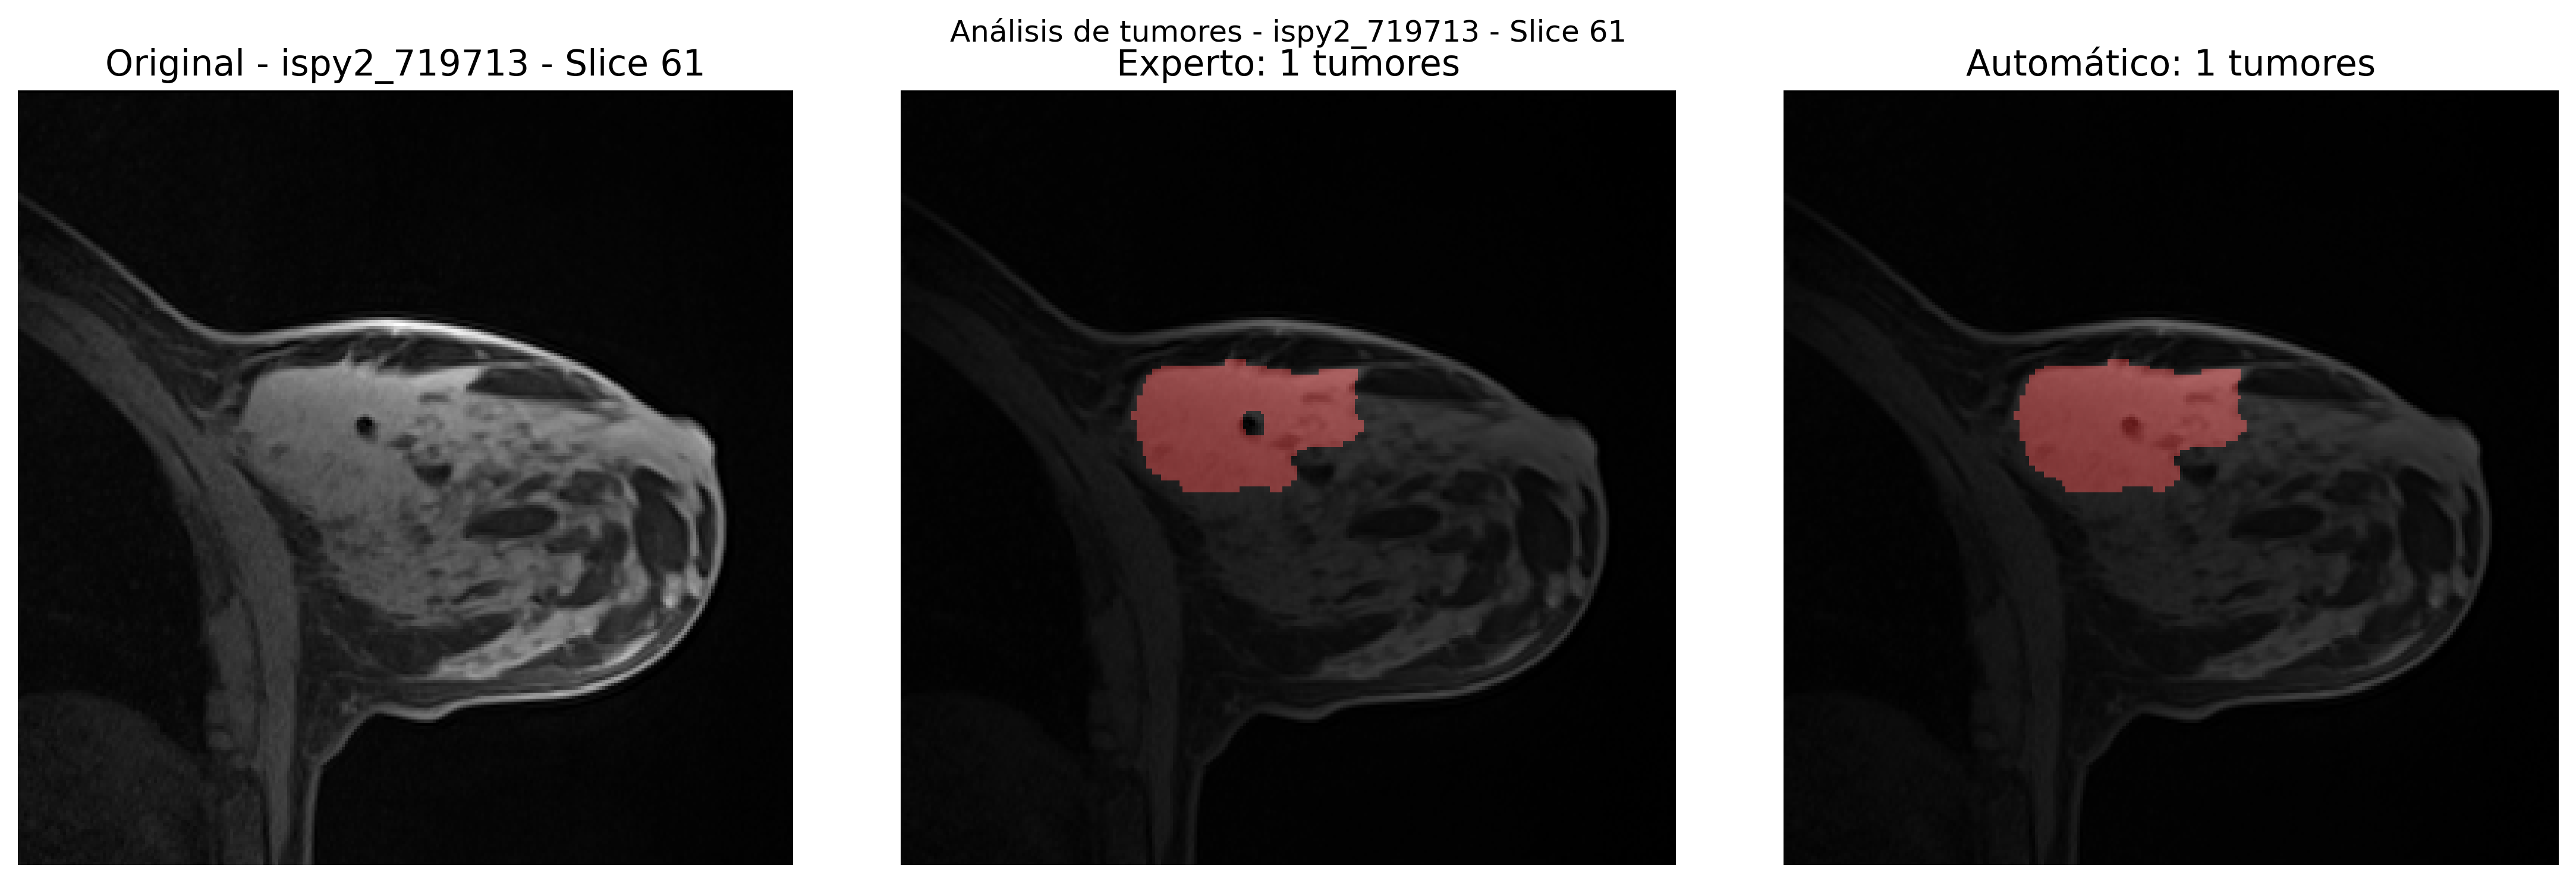 Análisis de tumores - ispy2_719713 - Slice 61
Original - ispy2_719713 - Slice 61
Experto: 1 tumores
Automático: 1 tumores